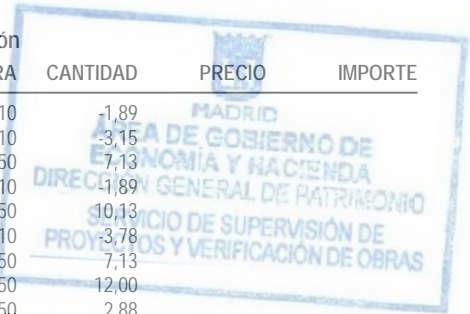 ón
RA CANTIDAD PRECIO IMPORTE
10 -1,89
10 -3,15
50 7,13
10 -1,89
50 10,13
10 -3,78
50 7,13
50 12,00
50 2,88
MADRID
ÁREA DE GOBIERNO DE
ECONOMÍA Y HACIENDA
DIRECCIÓN GENERAL DE PATRIMONIO
SERVICIO DE SUPERVISIÓN DE
PROYECTOS Y VERIFICACIÓN DE OBRAS